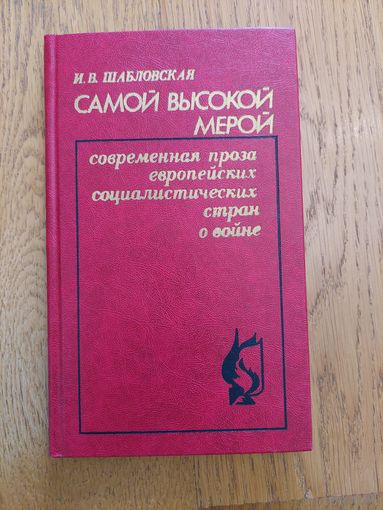 И. В. ШАБЛОВСКАЯ
САМОЙ ВЫСОКОЙ
МЕРОЙ
современная проза
европейских
социалистических
стран
о войне